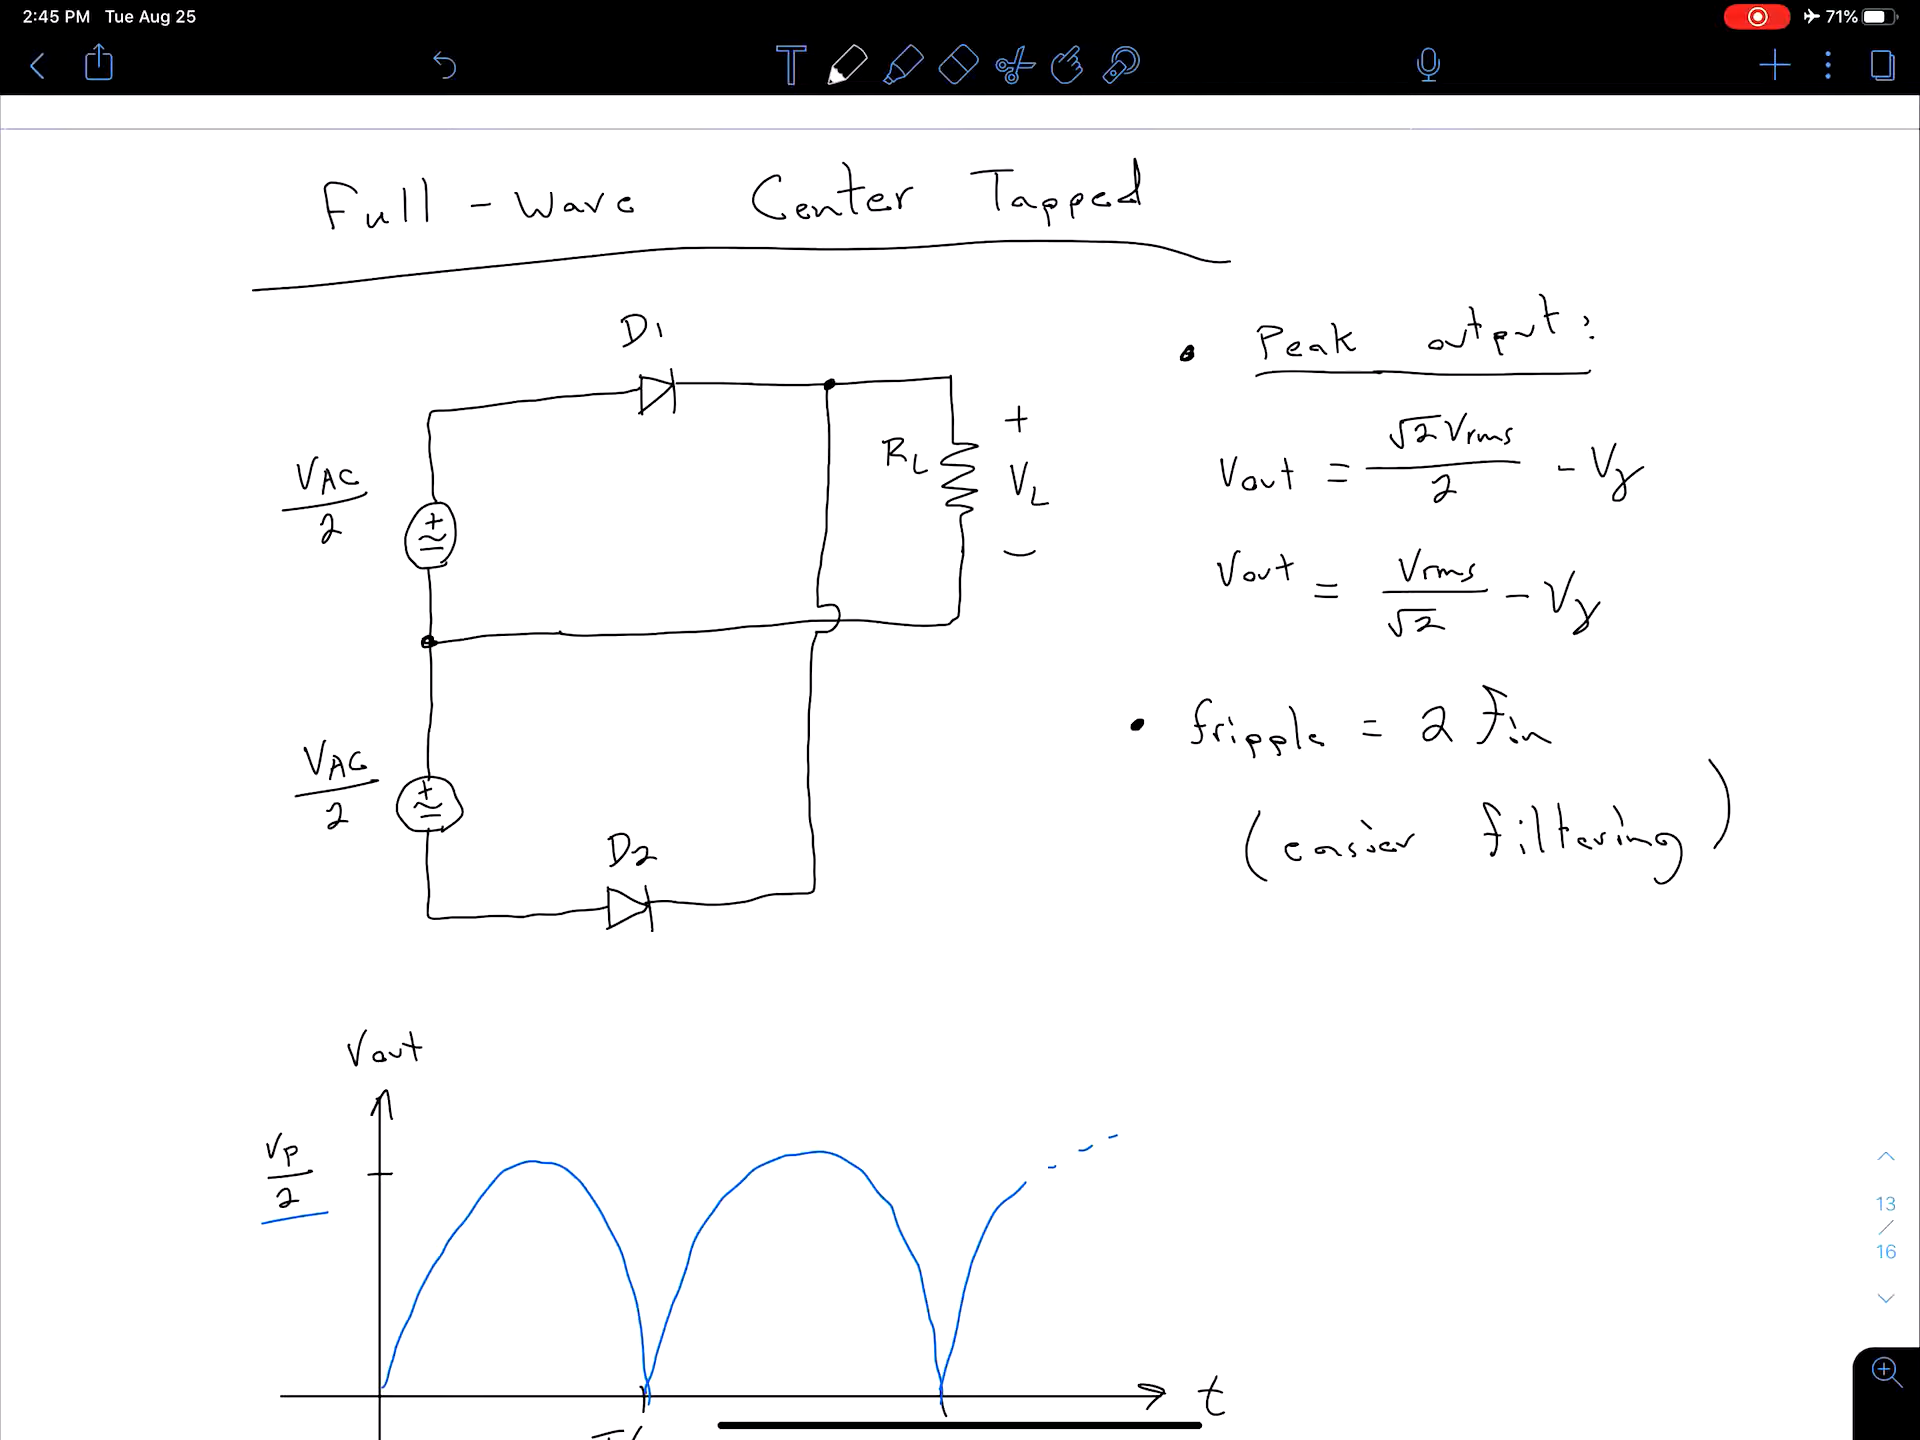 2:45 PM Tue Aug 25
71%
Full-Wave Center Tapped
D1
VAC/2
RL
+
VL
−
+
• Peak output:
Vout = √2 Vrms/2 - Vγ
Vout = Vrms/√2 - Vγ
• fripple = 2 Fin
(easier filtering)
VAC/2
+
D2
Vout
Vp/2
t
13
/
16